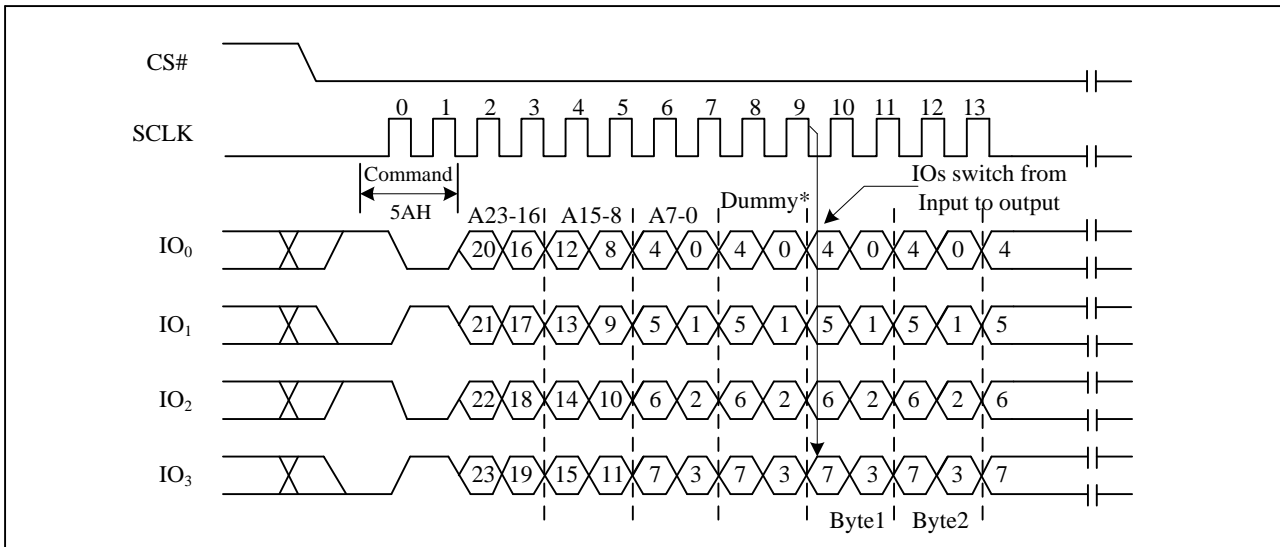 CS#
0 1 2 3 4 5 6 7 8 9 10 11 12 13
SCLK
Command
IOs switch from
Input to output
5AH
Dummy*
A23-16 A15-8 A7-0
IO0 20 16 12 8 4 0 4 0 4 0 4 0 4
IO1 21 17 13 9 5 1 5 1 5 1 5 1 5
IO2 22 18 14 10 6 2 6 2 6 2 6 2 6
IO3 23 19 15 11 7 3 7 3 7 3 7 3 7
Byte1 Byte2